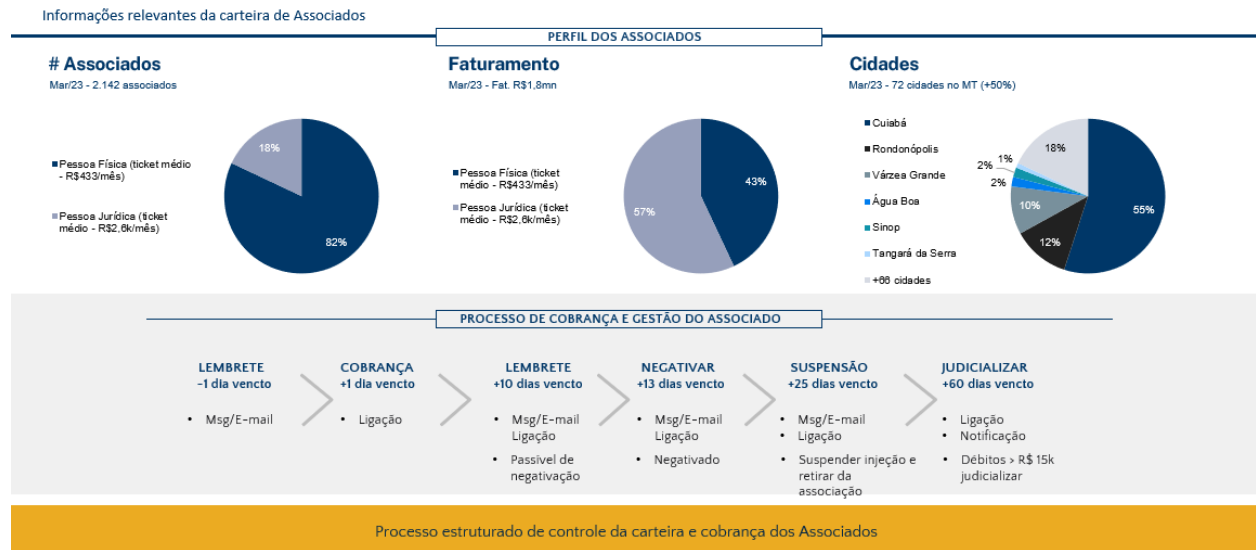 Informações relevantes da carteira de Associados
PERFIL DOS ASSOCIADOS
# Associados
Mar/23 - 2.142 associados
Pessoa Física (ticket médio
- R$433/mês)
Pessoa Jurídica (ticket
médio - R$2,6k/mês)
18%
82%
Faturamento
Mar/23 - Fat. R$1,8mn
Pessoa Física (ticket
médio - R$433/mês)
Pessoa Jurídica (ticket
médio - R$2,6k/mês)
43%
57%
Cidades
Mar/23 - 72 cidades no MT (+50%)
Cuiabá
Rondonópolis
Várzea Grande
Água Boa
Sinop
Tangará da Serra
+66 cidades
18%
1%
2%
2%
10%
12%
55%
PROCESSO DE COBRANÇA E GESTÃO DO ASSOCIADO
LEMBRETE
-1 dia vencto
• Msg/E-mail
COBRANÇA
+1 dia vencto
• Ligação
LEMBRETE
+10 dias vencto
• Msg/E-mail
Ligação
• Passível de
negativação
NEGATIVAR
+13 dias vencto
• Msg/E-mail
Ligação
• Negativado
SUSPENSÃO
+25 dias vencto
• Msg/E-mail
• Ligação
• Suspender injeção e
retirar da
associação
JUDICIALIZAR
+60 dias vencto
• Ligação
• Notificação
• Débitos > R$ 15k
judicializar
Processo estruturado de controle da carteira e cobrança dos Associados